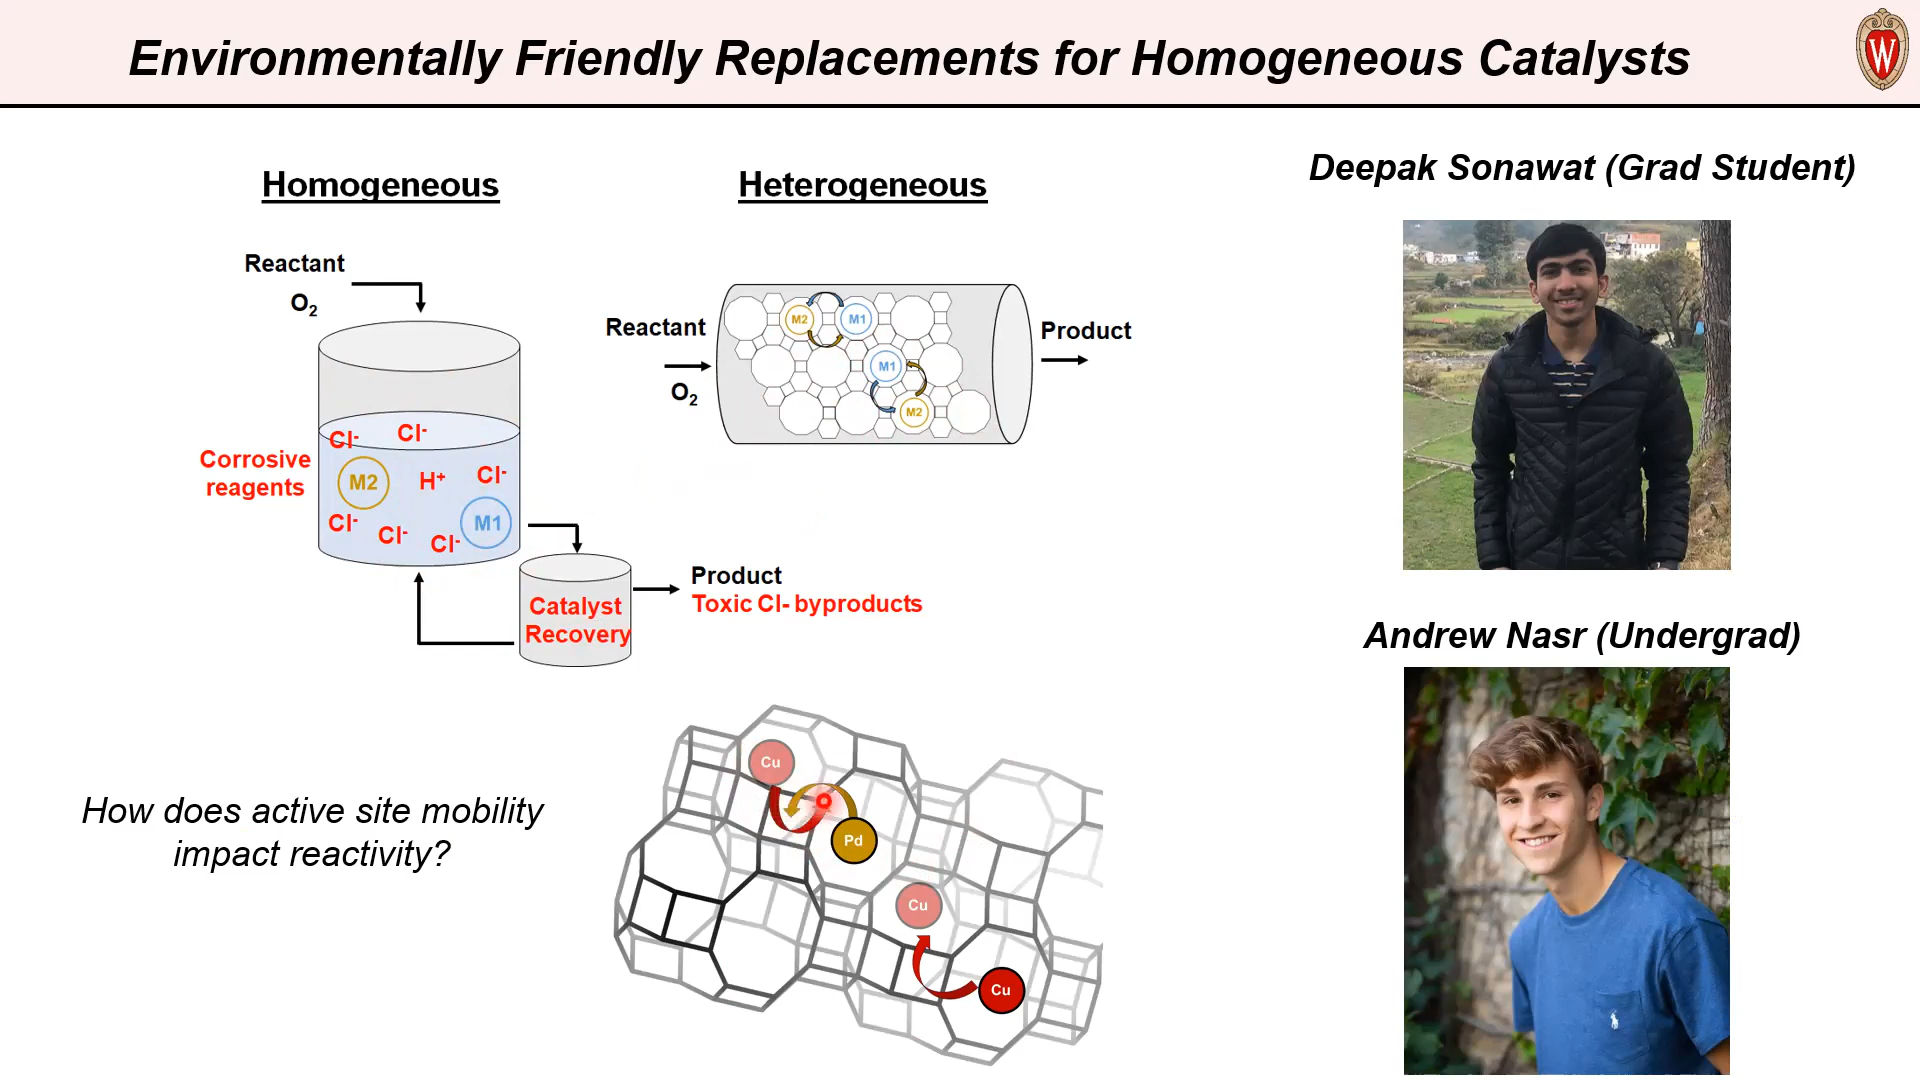 Environmentally Friendly Replacements for Homogeneous Catalysts
W
Homogeneous
Reactant
O2
Cl-
Cl-
Corrosive
reagents
M2
H+
Cl-
Cl-
Cl-
Cl-
M1
Catalyst
Recovery
Product
Toxic Cl- byproducts
Heterogeneous
Reactant
O2
M2
M1
M1
M2
Product
How does active site mobility
impact reactivity?
Cu
Pd
Cu
Cu
Deepak Sonawat (Grad Student)
Andrew Nasr (Undergrad)